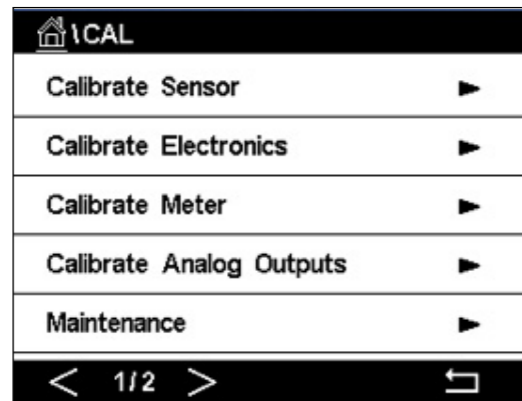 \CAL
Calibrate Sensor
Calibrate Electronics
Calibrate Meter
Calibrate Analog Outputs
Maintenance
< 1/2 >